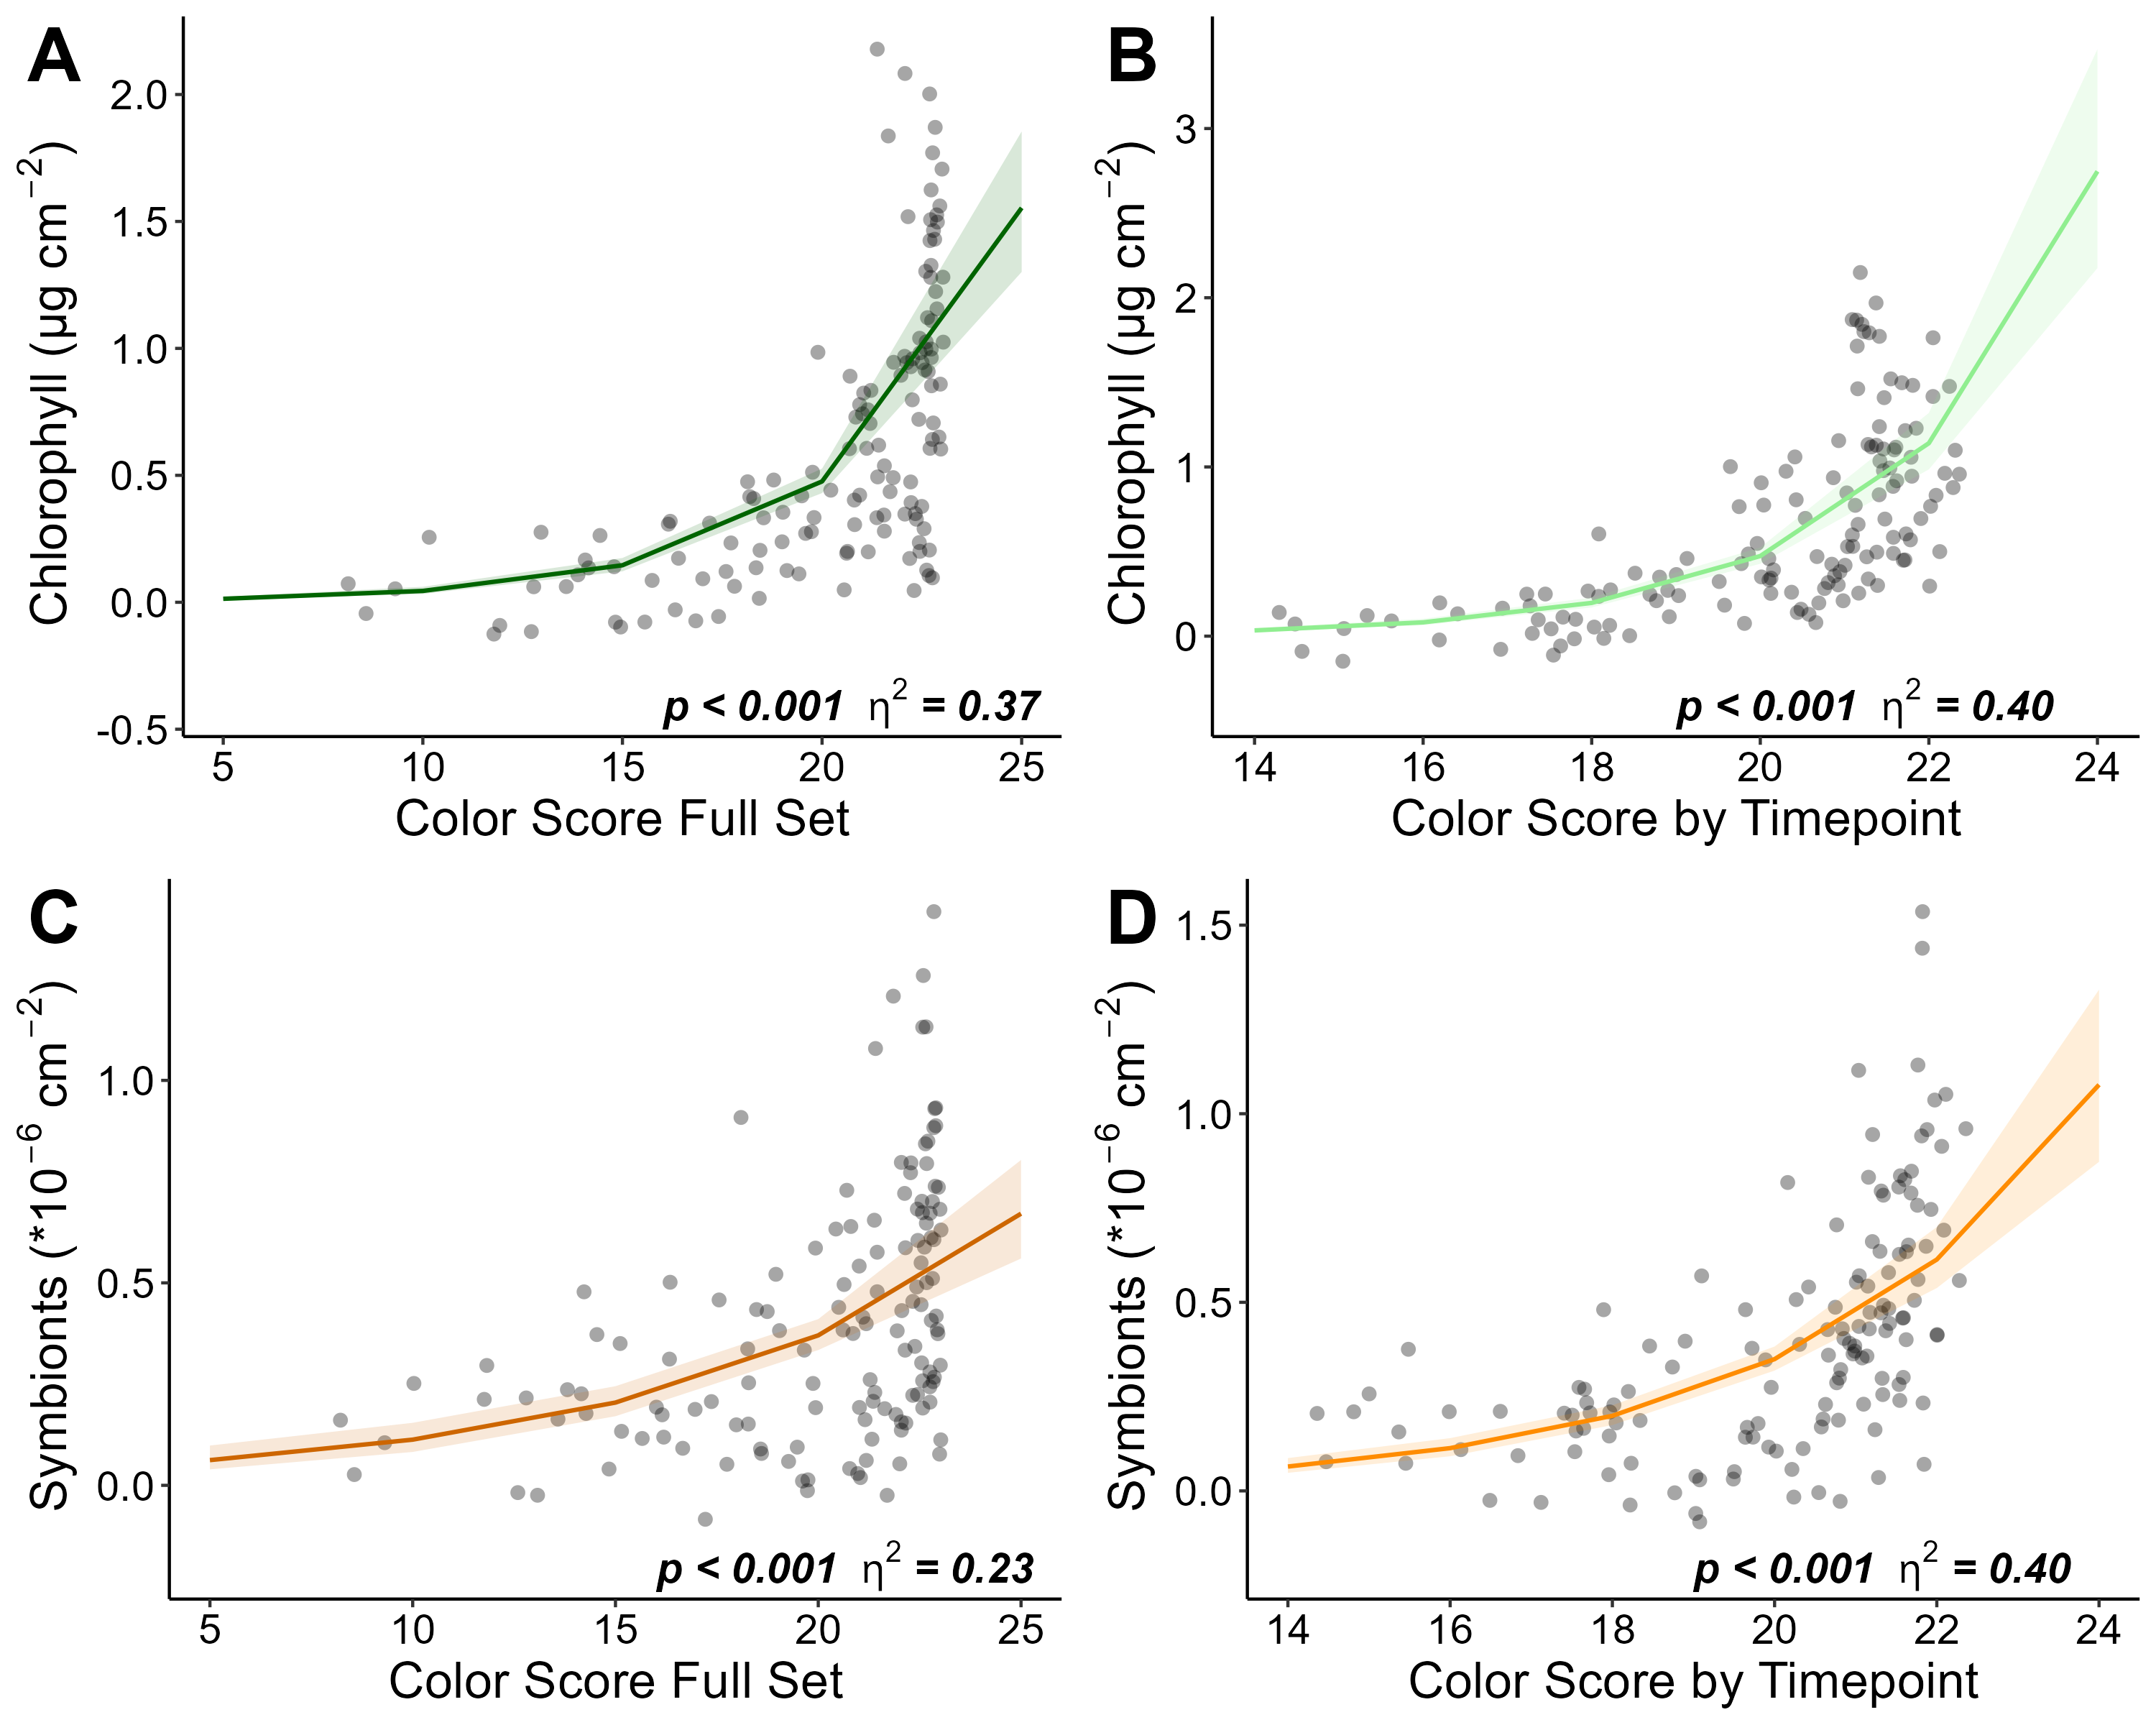 A
Chlorophyll (µg cm⁻²)
2.0
1.5
1.0
0.5
0.0
-0.5
p < 0.001 η² = 0.37
5 10 15 20 25
Color Score Full Set
B
Chlorophyll (µg cm⁻²)
3
2
1
0
p < 0.001 η² = 0.40
14 16 18 20 22 24
Color Score by Timepoint
C
Symbionts (*10⁻⁶ cm⁻²)
1.0
0.5
0.0
p < 0.001 η² = 0.23
5 10 15 20 25
Color Score Full Set
D
Symbionts (*10⁻⁶ cm⁻²)
1.5
1.0
0.5
0.0
p < 0.001 η² = 0.40
14 16 18 20 22 24
Color Score by Timepoint